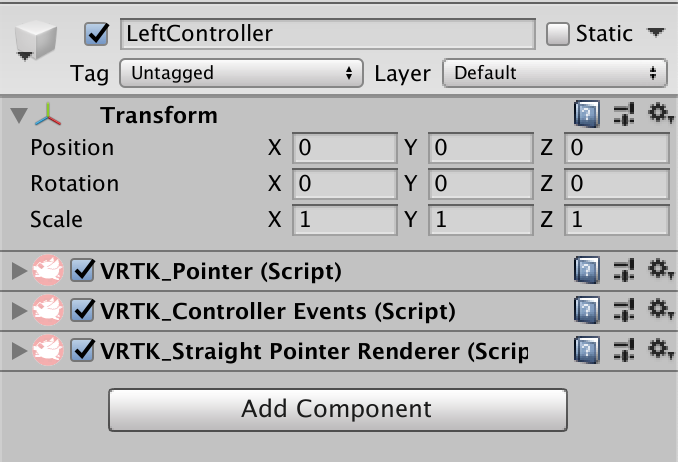 LeftController Static
Tag Untagged Layer Default
Transform
Position X 0 Y 0 Z 0
Rotation X 0 Y 0 Z 0
Scale X 1 Y 1 Z 1
VRTK_Pointer (Script)
VRTK_Controller Events (Script)
VRTK_Straight Pointer Renderer (Scrip
Add Component